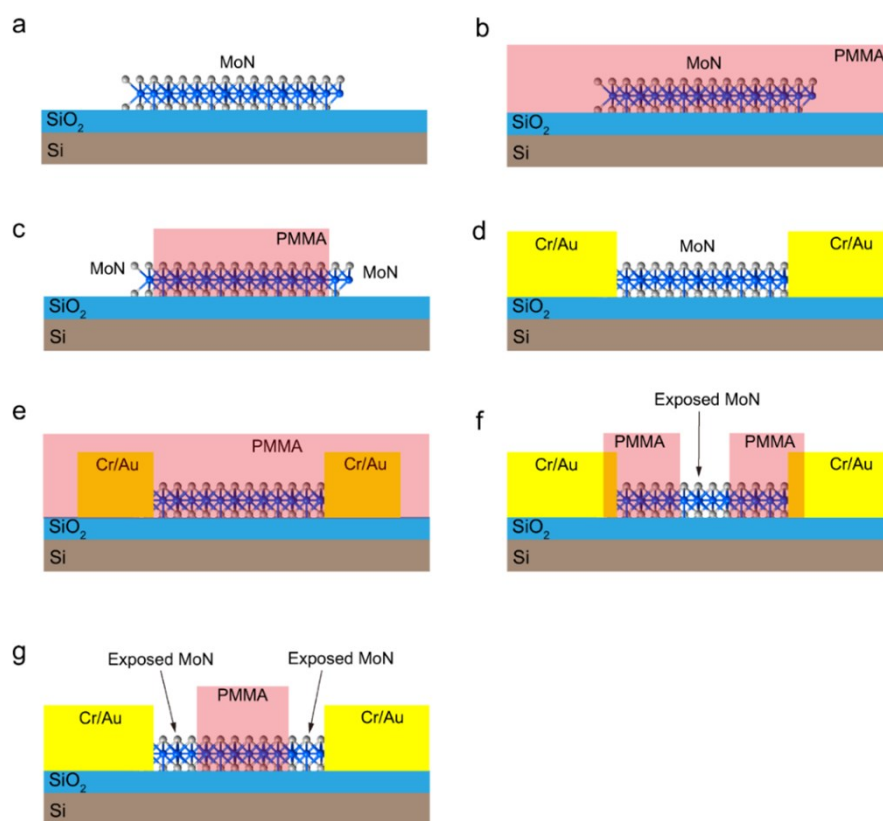 a
MoN
SiO₂
Si
b
MoN
PMMA
SiO₂
Si
c
PMMA
MoN
MoN
SiO₂
Si
d
Cr/Au
MoN
Cr/Au
SiO₂
Si
e
PMMA
Cr/Au
Cr/Au
SiO₂
Si
f
Exposed MoN
PMMA
PMMA
Cr/Au
Cr/Au
SiO₂
Si
g
Exposed MoN
Exposed MoN
PMMA
Cr/Au
Cr/Au
SiO₂
Si